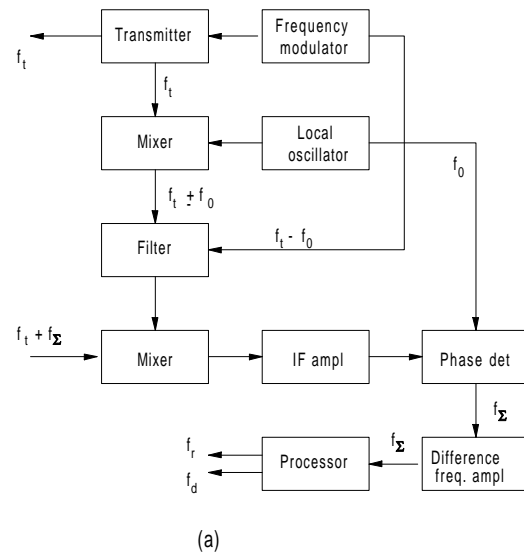 Transmitter
Frequency
modulator
f_t
f_t
Mixer
Local
oscillator
f_0
f_t ± f_0
Filter
f_t - f_0
f_t + f_Σ
Mixer
IF ampl
Phase det
f_Σ
f_r
f_d
Processor
f_Σ
Difference
freq. ampl
(a)